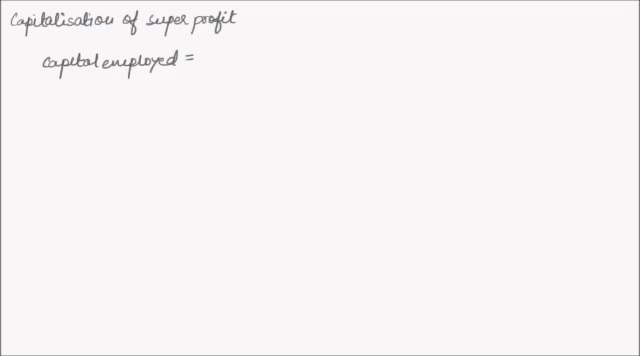 Capitalisation of super profit
capital employed =